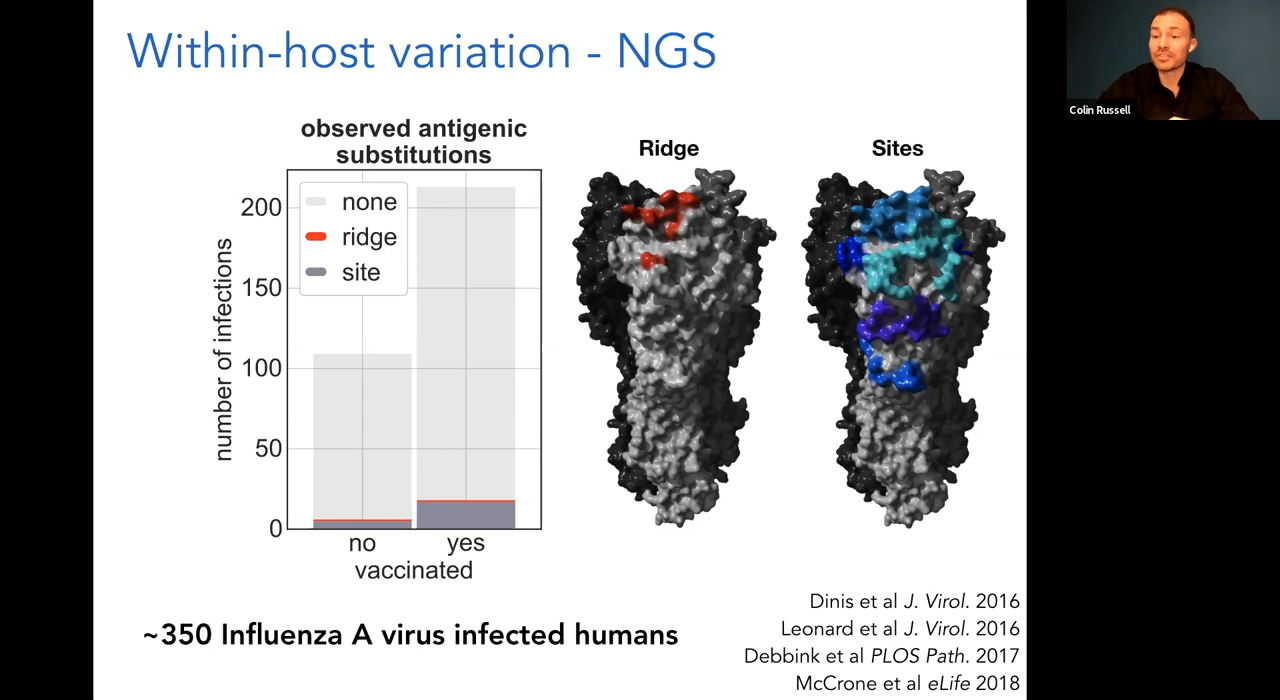 Within-host variation - NGS
Colin Russell
observed antigenic
substitutions
none
ridge
site
number of infections
200
150
100
50
0
no
yes
vaccinated
Ridge
Sites
~350 Influenza A virus infected humans
Dinis et al J. Virol. 2016
Leonard et al J. Virol. 2016
Debbink et al PLOS Path. 2017
McCrone et al eLife 2018